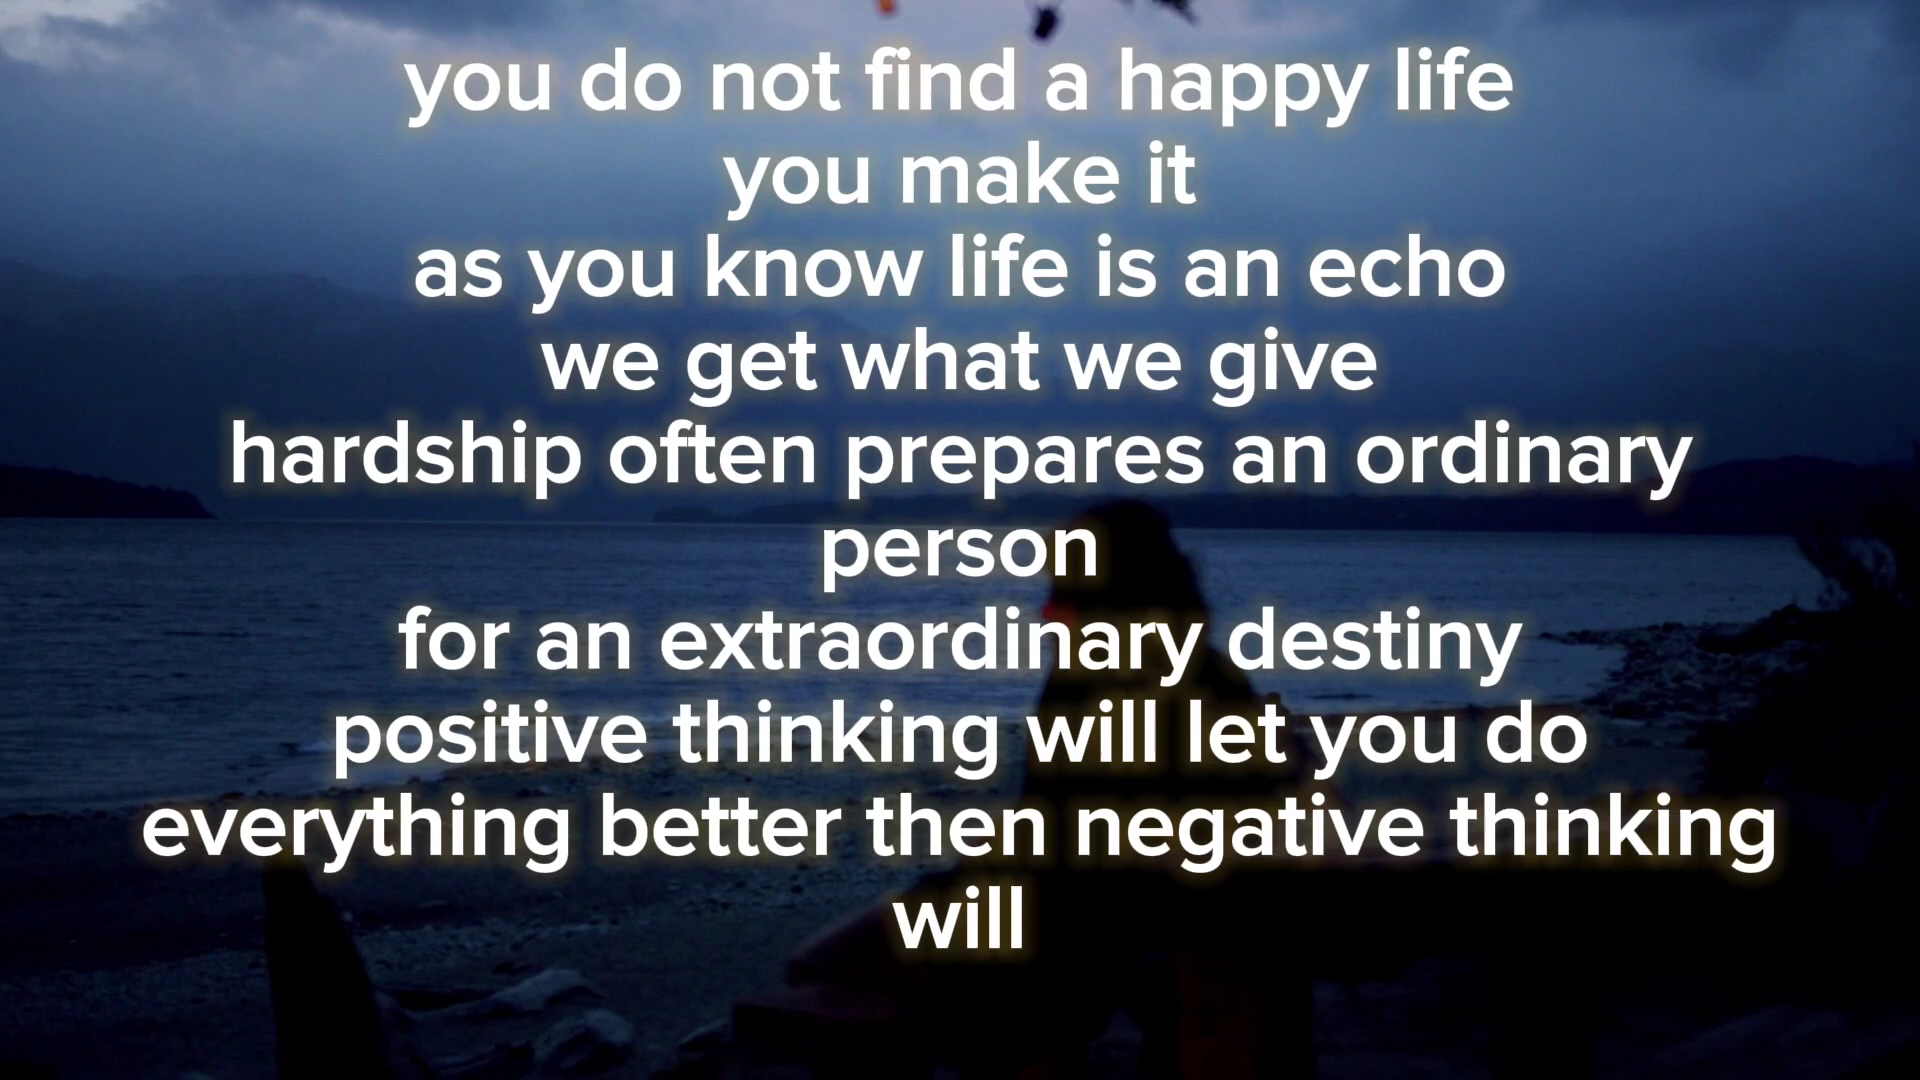 you do not find a happy life
you make it
as you know life is an echo
we get what we give
hardship often prepares an ordinary
person
for an extraordinary destiny
positive thinking will let you do
everything better then negative thinking
will